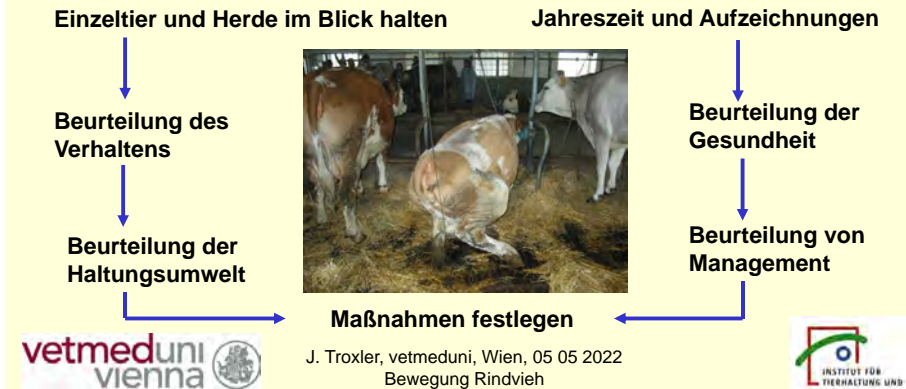 Einzeltier und Herde im Blick halten
Jahreszeit und Aufzeichnungen
Beurteilung des
Verhaltens
Beurteilung der
Gesundheit
Beurteilung der
Haltungsumwelt
Beurteilung von
Management
Maßnahmen festlegen
vetmeduni
vienna
J. Troxler, vetmeduni, Wien, 05 05 2022
Bewegung Rindvieh
INSTITUT FÜR
TIERHALTUNG UND